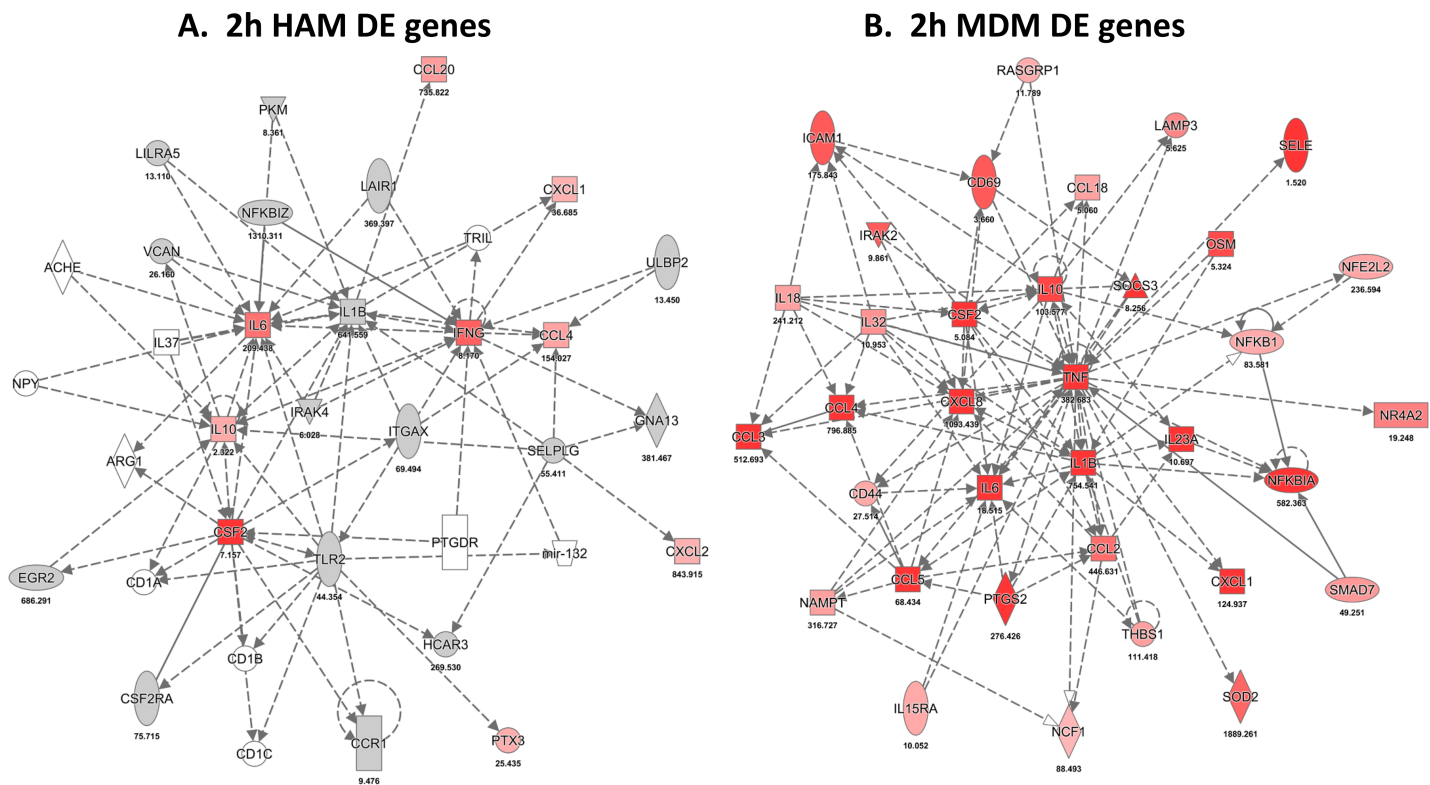 A. 2h HAM DE genes
CCL20
735.822
PKM
8.361
LILRA5
13.110
LAIR1
369.397
CXCL1
36.685
NFKBIZ
1310.311
TRIL
VCAN
26.160
ACHE
ULBP2
13.450
IL1B
641.559
IL6
209.438
IFNG
8.170
CCL4
154.027
IL37
NPY
IRAK4
6.028
IL10
2.322
ITGAX
69.494
GNA13
381.467
SELPLG
55.411
ARG1
CSF2
7.157
PTGDR
mir-132
CXCL2
843.915
TLR2
44.354
EGR2
686.291
CD1A
HCAR3
269.530
CD1B
CSF2RA
75.715
CD1C
CCR1
9.476
PTX3
25.435
B. 2h MDM DE genes
RASGRP1
11.789
ICAM1
175.843
LAMP3
5.625
SELE
1.520
CD69
3.660
CCL18
5.060
IRAK2
9.861
OSM
5.324
NFE2L2
236.594
IL18
241.212
IL10
103.577
SOCS3
8.256
IL32
10.953
CSF2
5.084
NFKB1
83.581
TNF
382.683
CCL4
796.885
CXCL8
1093.439
NR4A2
19.248
CCL3
512.693
IL23A
10.697
IL1B
754.541
NFKBIA
582.363
CD44
27.514
IL6
18.515
CCL2
446.631
CCL5
68.434
CXCL1
124.937
NAMPT
316.727
PTGS2
276.426
SMAD7
49.251
THBS1
111.418
IL15RA
10.052
SOD2
1889.261
NCF1
88.493